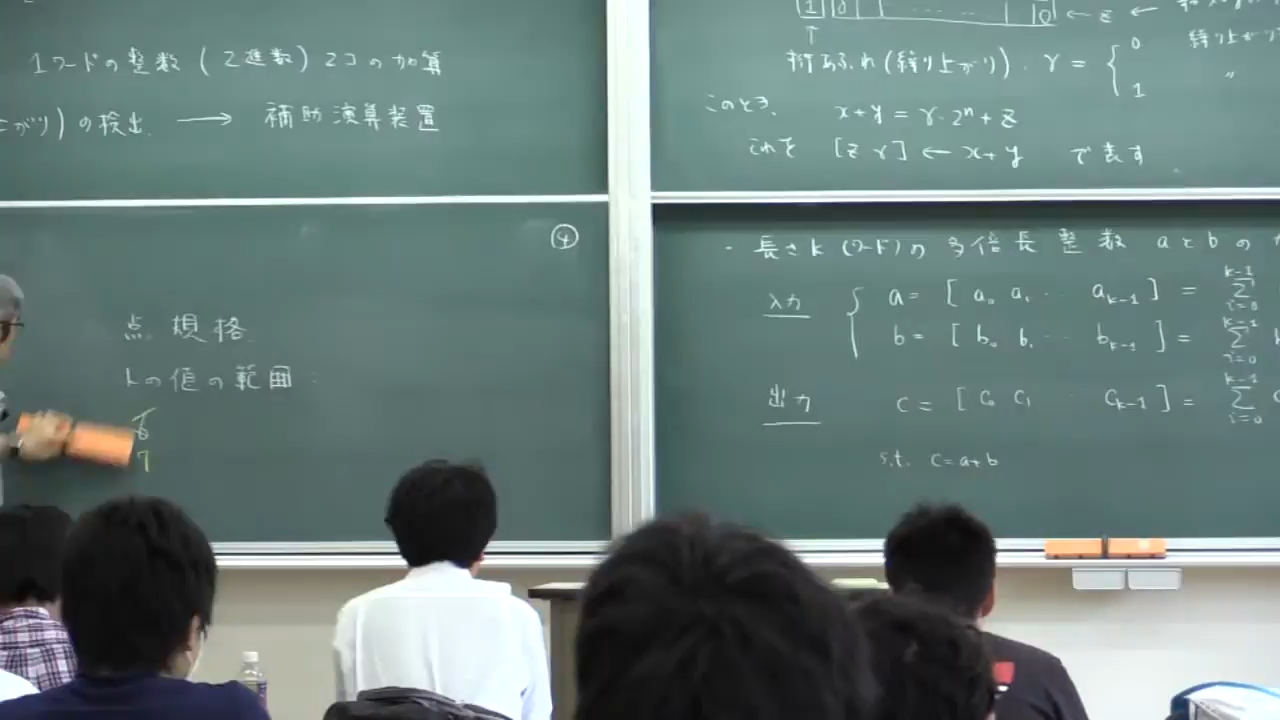 1ワードの整数 (2進数) 2コの加算
がり)の検出. → 補助演算装置
④
点規格
トの値の範囲:
1 0 ... 0 ← z ←
↑
桁あふれ(繰り上がり). γ = { 0 繰り上がり
1 〃
このとき, x+y = γ・2ⁿ+z
これを [z γ] ← x+y で表す
・長さk (ワード)の多倍長整数 aとbの
入力 { a = [ a₀ a₁ ... aₖ₋₁ ] = Σ
b = [ b₀ b₁ ... bₖ₋₁ ] = Σ
出力 c = [ c₀ c₁ ... cₖ₋₁ ] = Σ
s.t. c = a+b